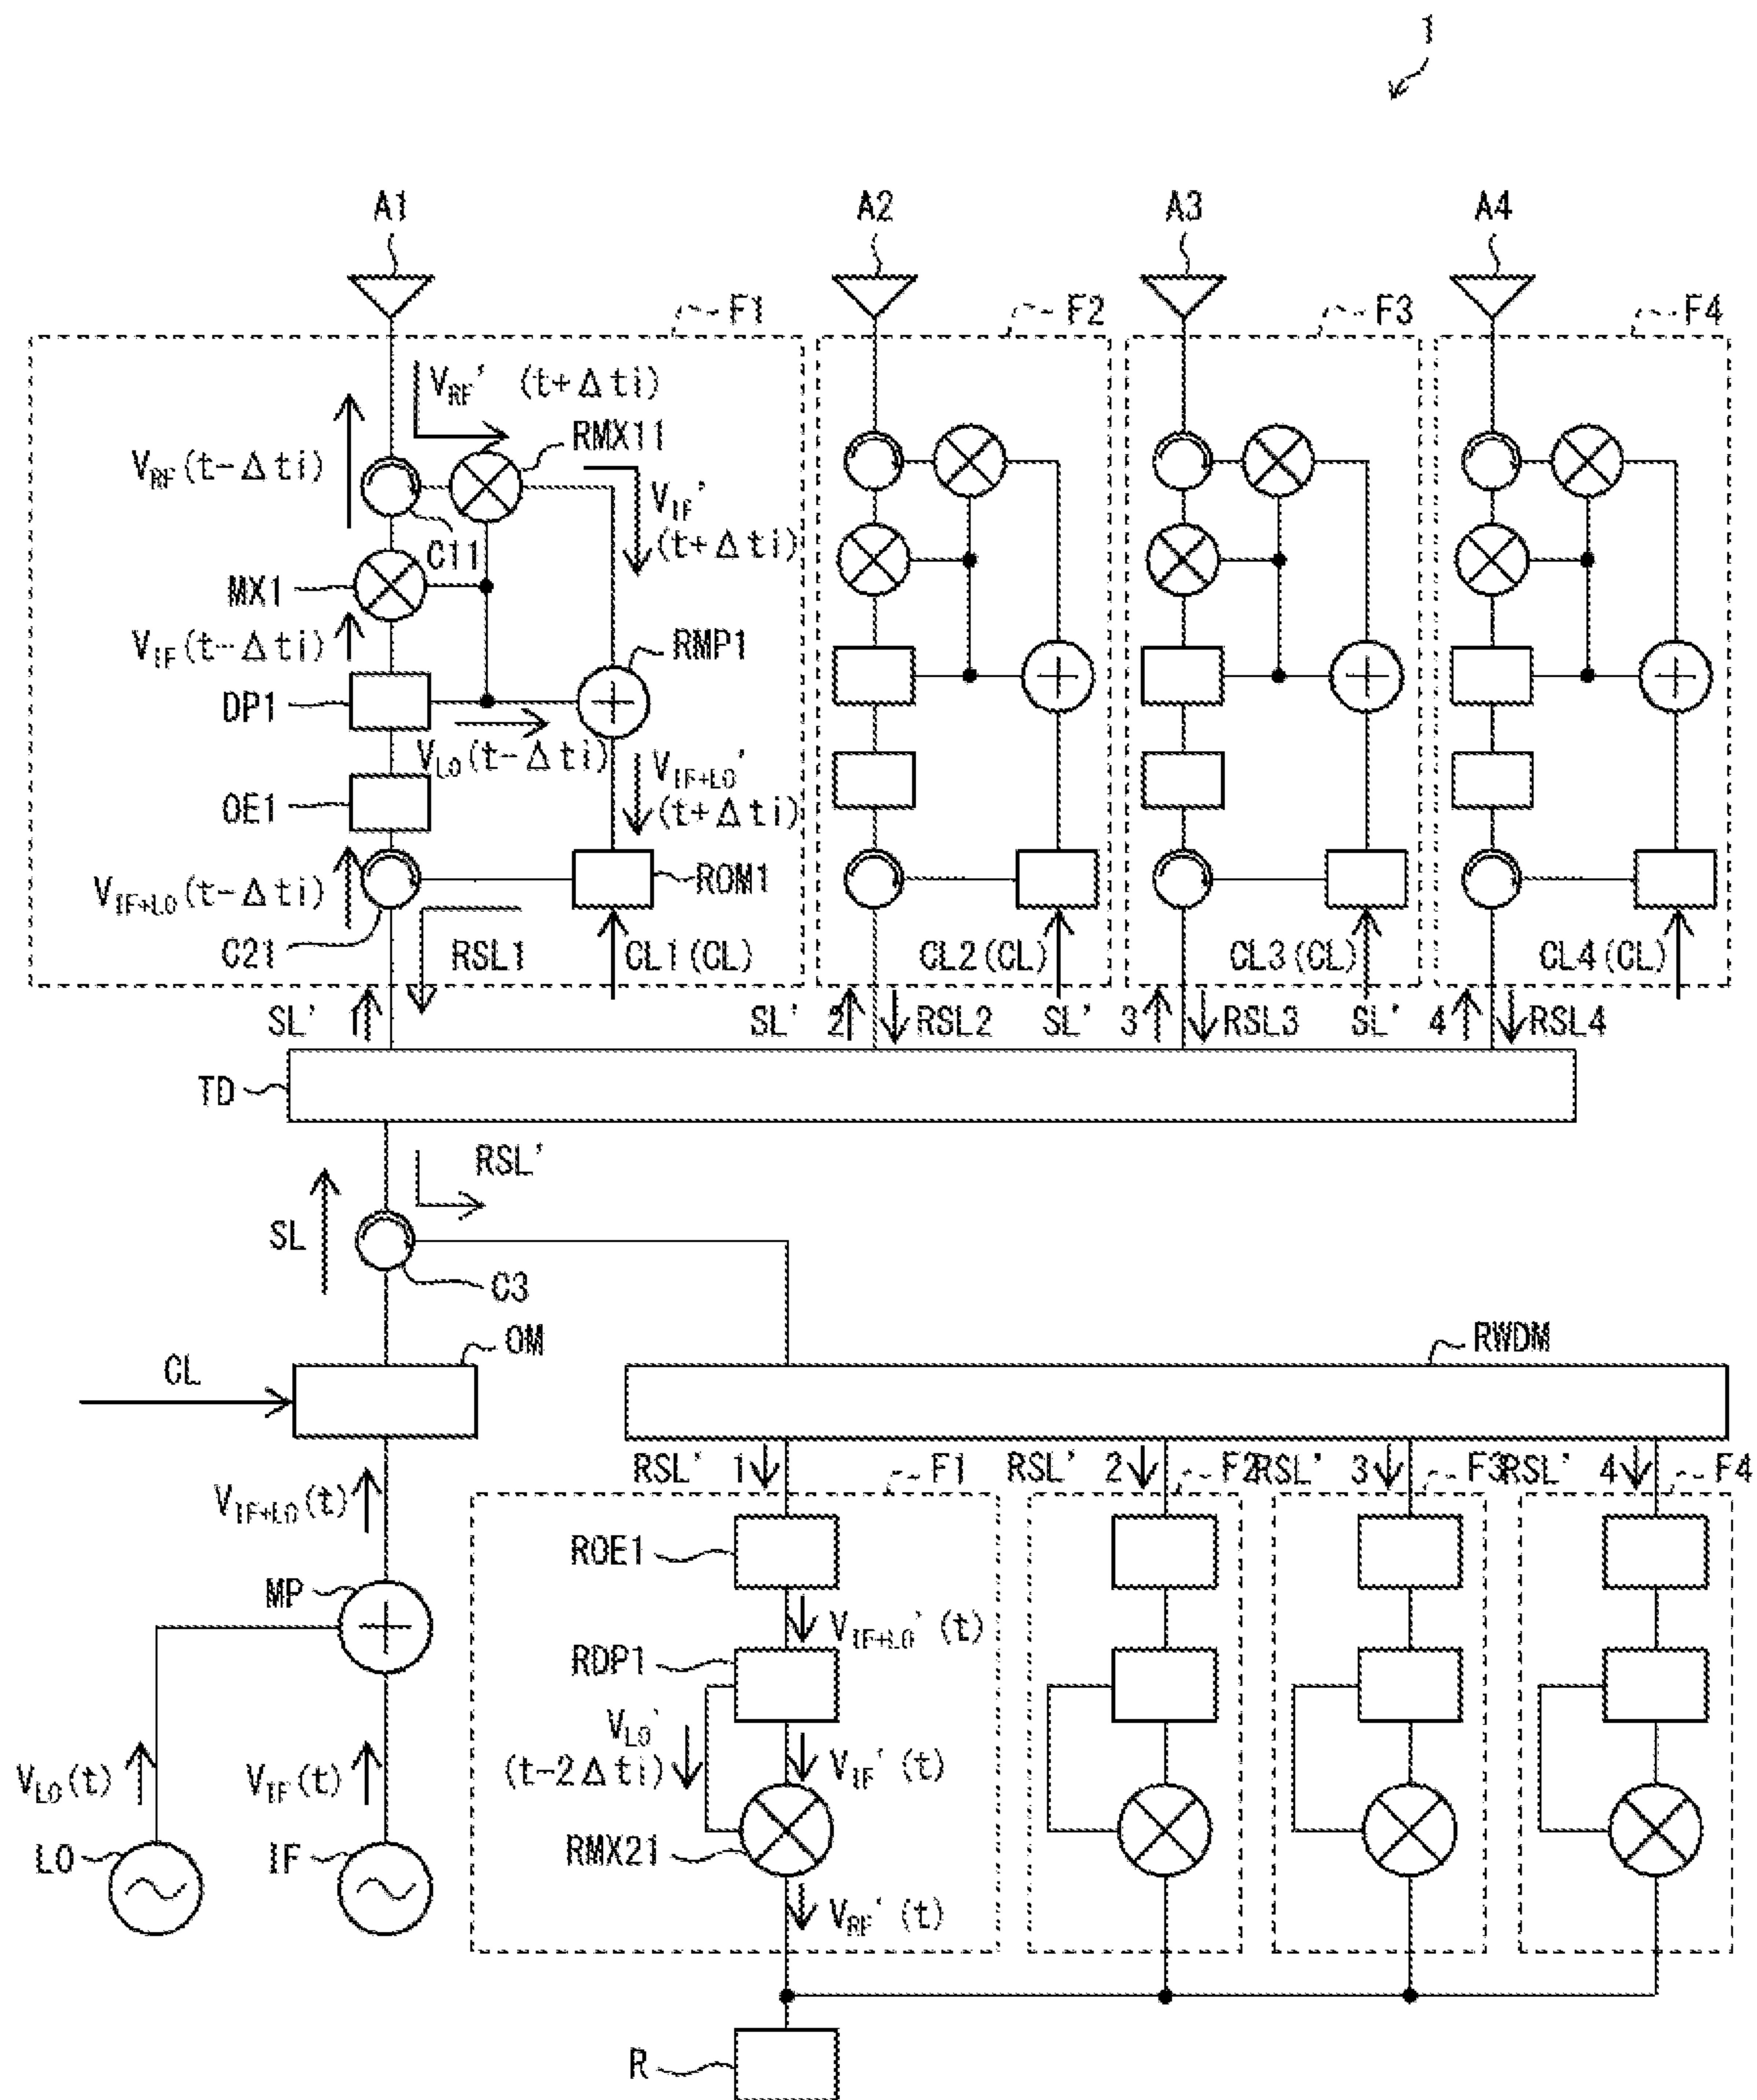 1
A1
A2
A3
A4
F1
F2
F3
F4
V_RF' (t+Δti)
RMX11
V_RF(t-Δti)
V_IF'
(t+Δti)
C11
MX1
V_IF(t-Δti)
RMP1
DP1
V_LO(t-Δti)
V_IF+LO'
(t+Δti)
OE1
ROM1
V_IF+LO(t-Δti)
C21
RSL1
CL1(CL)
CL2(CL)
CL3(CL)
CL4(CL)
SL' 1
SL' 2
RSL2
SL' 3
RSL3
SL' 4
RSL4
TD
RSL'
SL
C3
OM
RWDM
CL
RSL' 1
F1
RSL' 2
F2
RSL' 3
F3
RSL' 4
F4
V_IF+LO(t)
ROE1
MP
V_IF+LO' (t)
RDP1
V_LO'
(t-2Δti)
V_IF' (t)
V_LO(t)
V_IF(t)
LO
IF
RMX21
V_RF' (t)
R